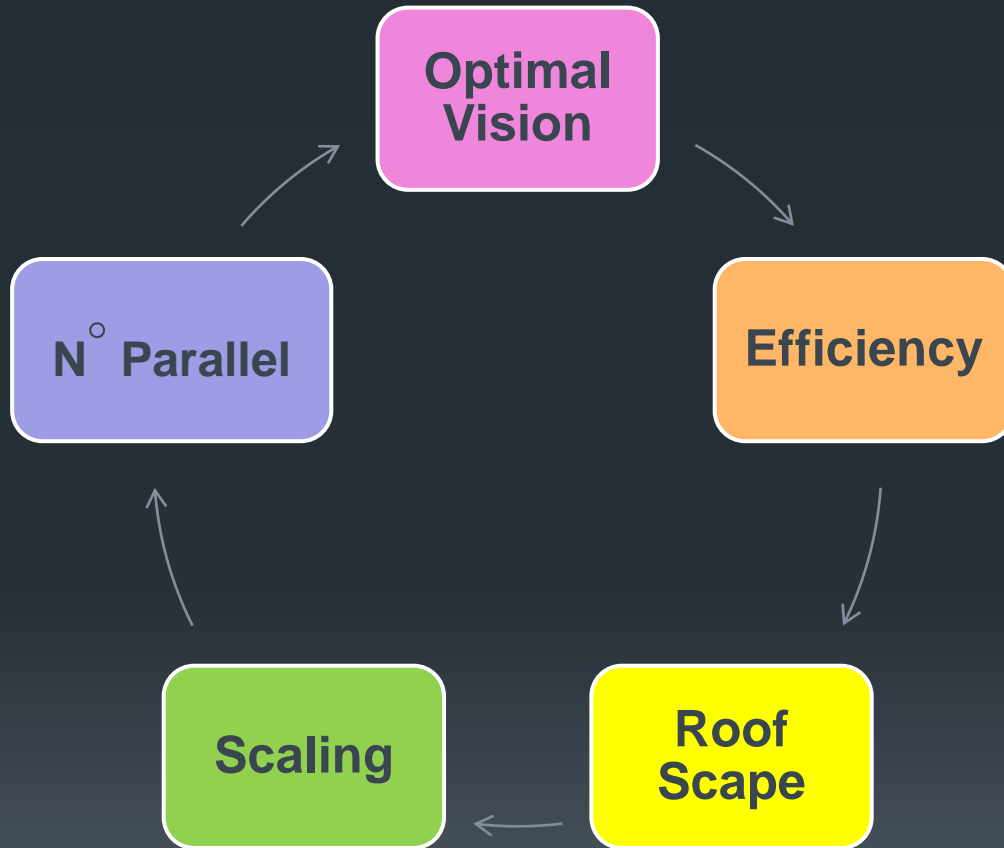 Optimal
Vision
N° Parallel
Efficiency
Scaling
Roof
Scape